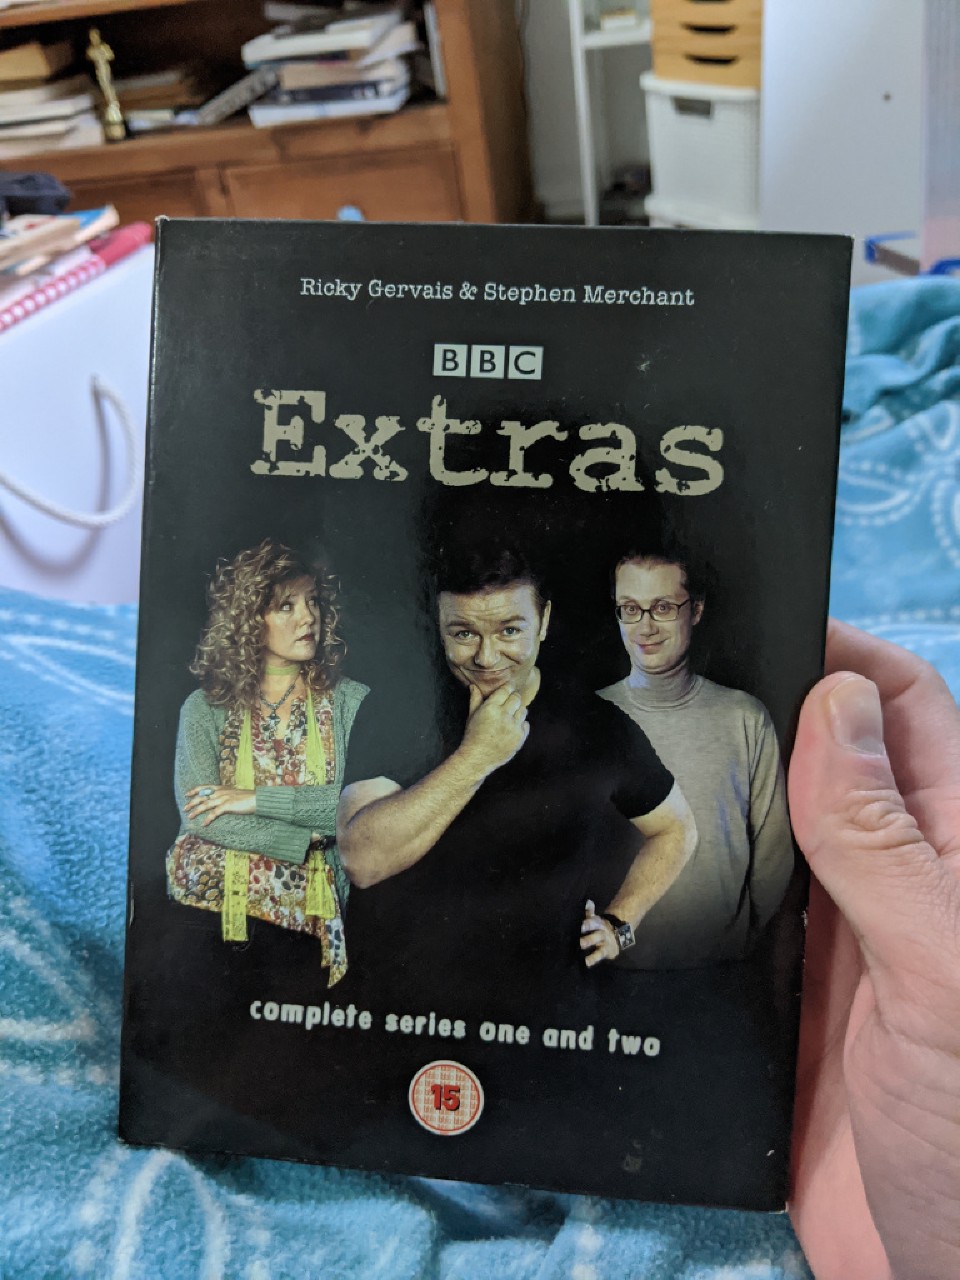 Ricky Gervais & Stephen Merchant
BBC
Extras
complete series one and two
15